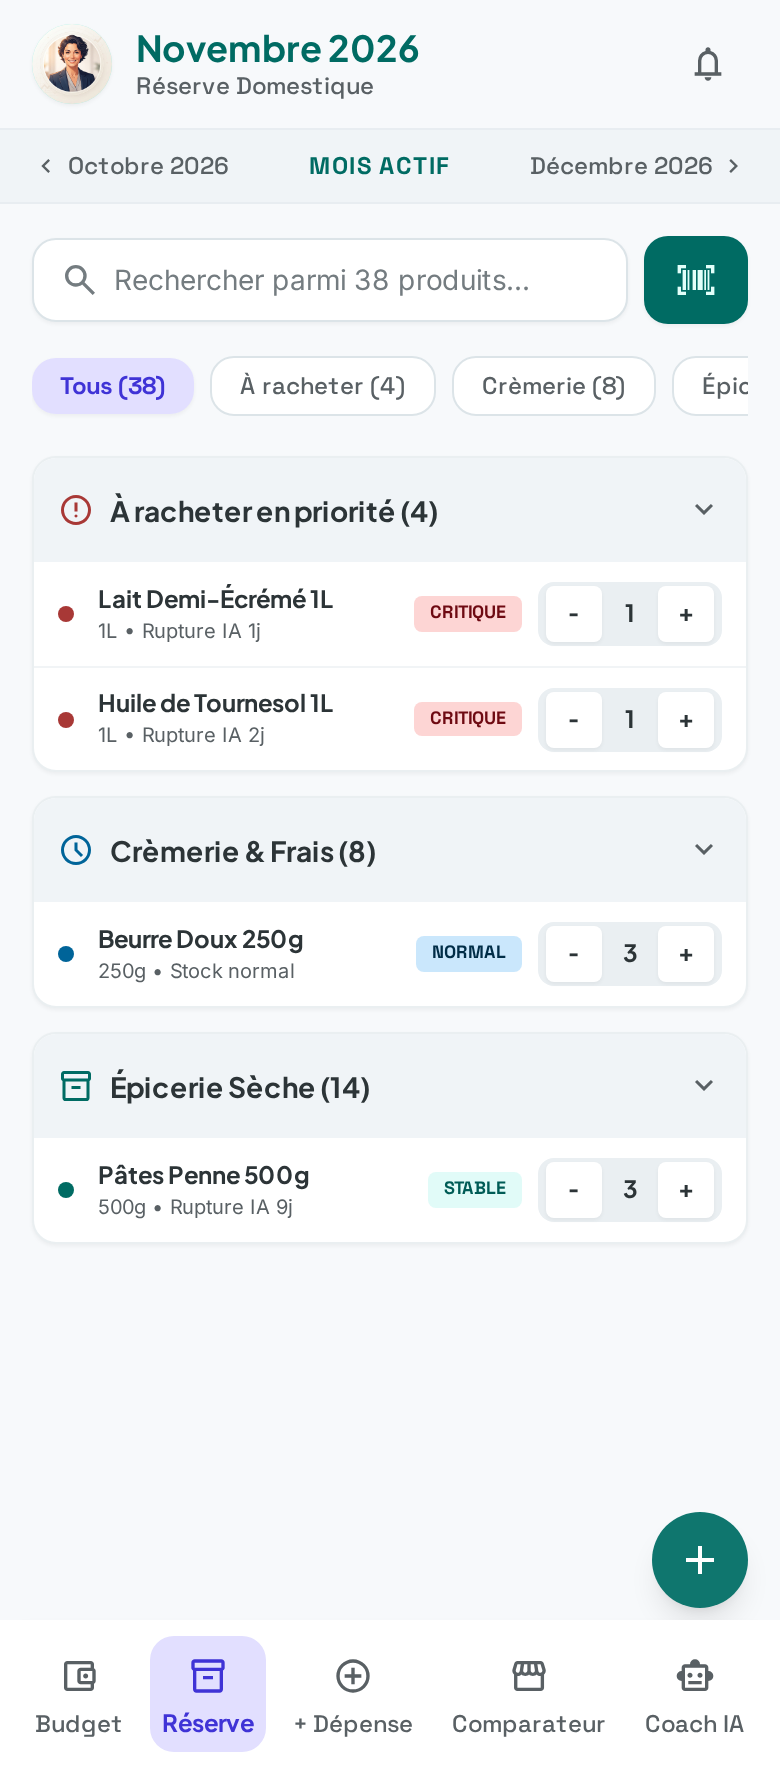 Novembre 2026
Réserve Domestique
Octobre 2026
MOIS ACTIF
Décembre 2026
Rechercher parmi 38 produits...
Tous (38)
À racheter (4)
Crèmerie (8)
Épic
À racheter en priorité (4)
Lait Demi-Écrémé 1L
1L • Rupture IA 1j
CRITIQUE
- 1 +
Huile de Tournesol 1L
1L • Rupture IA 2j
CRITIQUE
- 1 +
Crèmerie & Frais (8)
Beurre Doux 250g
250g • Stock normal
NORMAL
- 3 +
Épicerie Sèche (14)
Pâtes Penne 500g
500g • Rupture IA 9j
STABLE
- 3 +
Budget
Réserve
+ Dépense
Comparateur
Coach IA